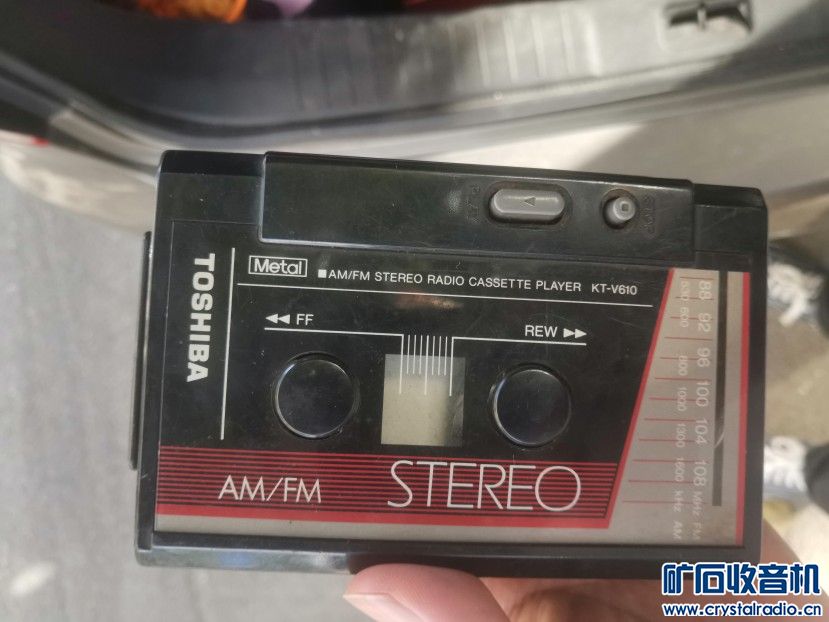 PLAY
STOP
TOSHIBA
Metal
AM/FM STEREO RADIO CASSETTE PLAYER KT-V610
FF
REW
AM/FM
STEREO
88 92 96 100 104 108 MHz FM
530 600 800 1000 1300 1600 kHz AM
矿石收音机
www.crystalradio.cn